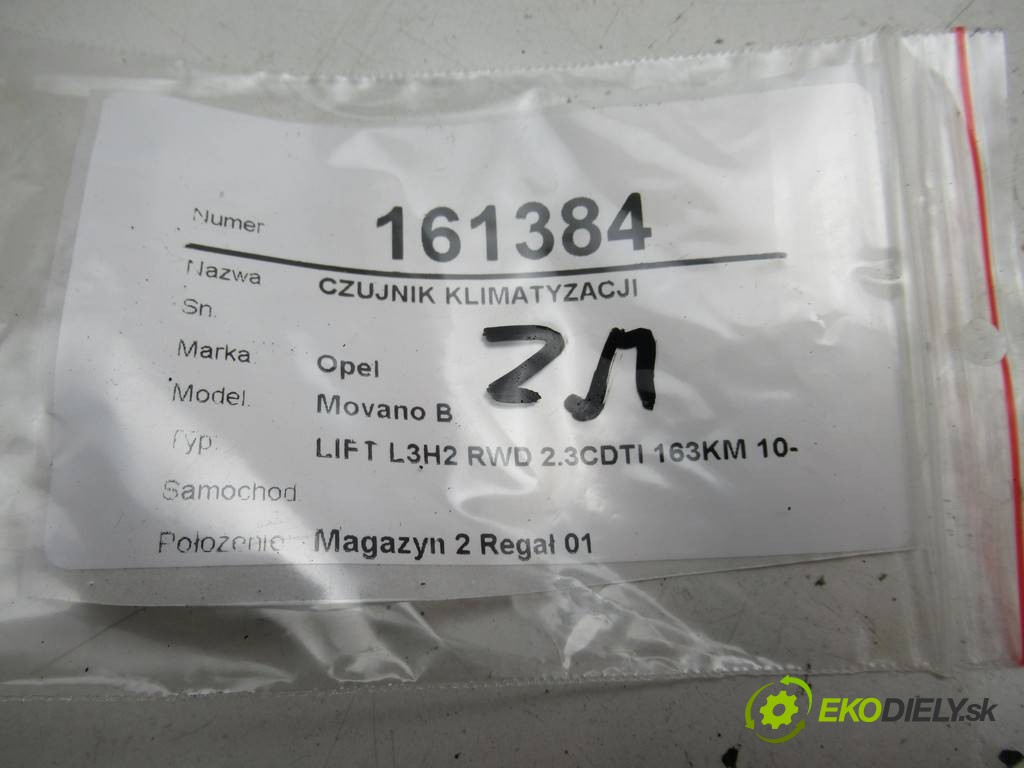 Numer 161384
Nazwa CZUJNIK KLIMATYZACJI
Sn.
Marka Opel
Model. Movano B
Typ: LIFT L3H2 RWD 2.3CDTI 163KM 10-
Samochod
Położenie Magazyn 2 Regał 01
EKODIELY.sk